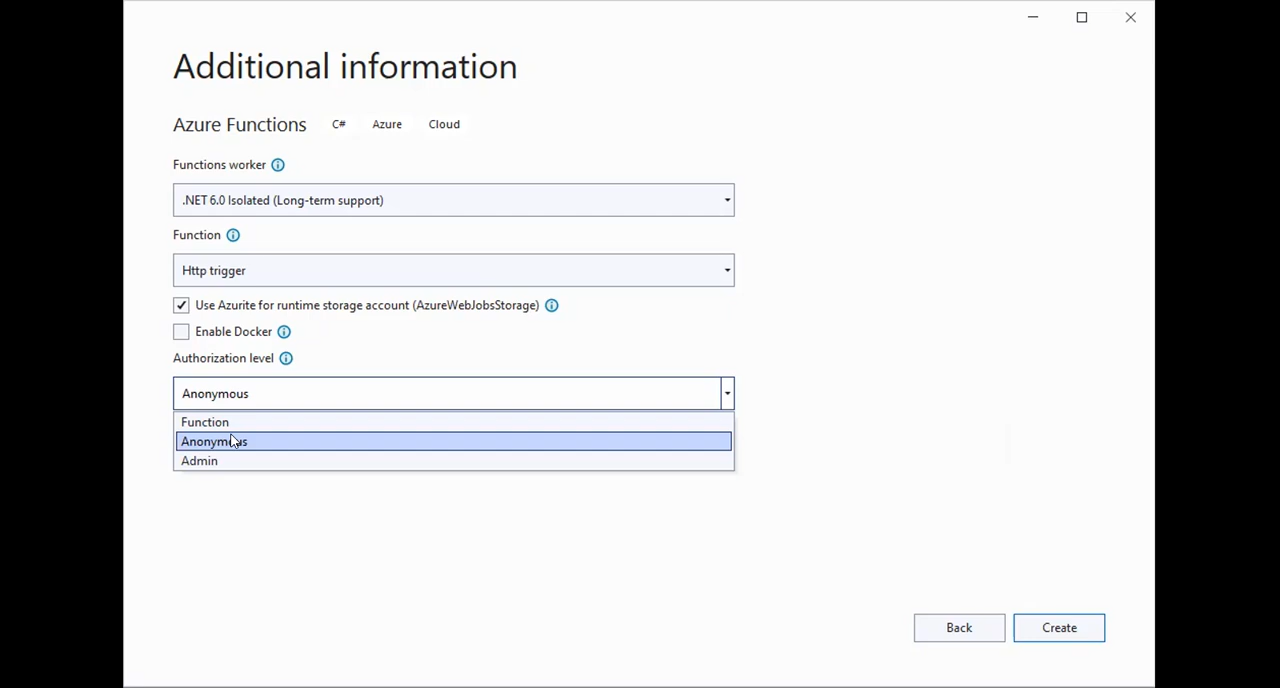 Additional information
Azure Functions C# Azure Cloud
Functions worker
.NET 6.0 Isolated (Long-term support)
Function
Http trigger
Use Azurite for runtime storage account (AzureWebJobsStorage)
Enable Docker
Authorization level
Anonymous
Function
Anonymous
Admin
Back Create